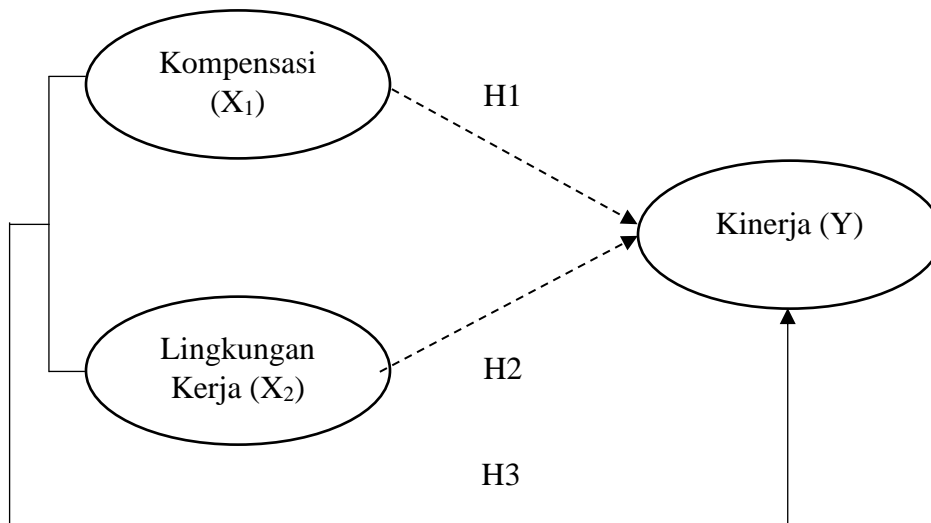 Kompensasi
(X₁)
H1
Kinerja (Y)
Lingkungan
Kerja (X₂)
H2
H3